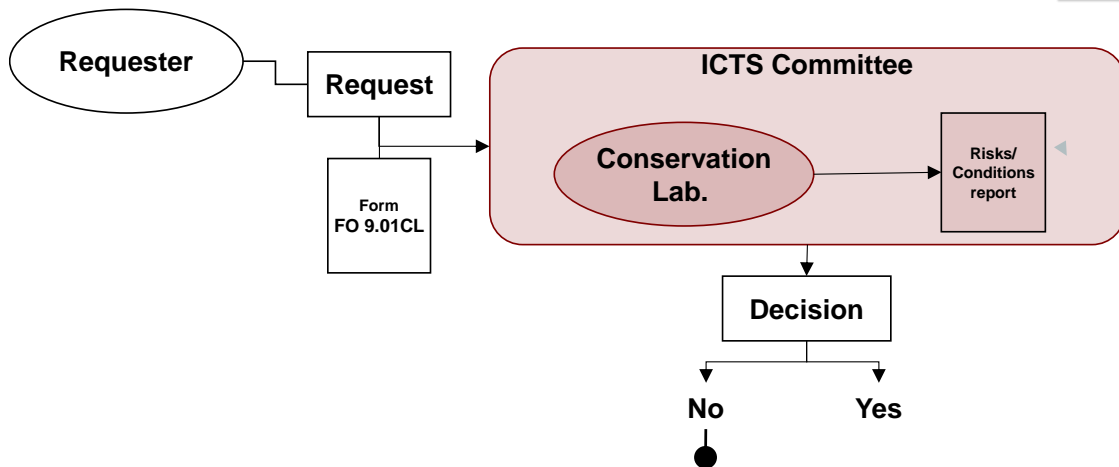 Requester
Request
ICTS Committee
Form
FO 9.01CL
Conservation
Lab.
Risks/
Conditions
report
Decision
No
Yes